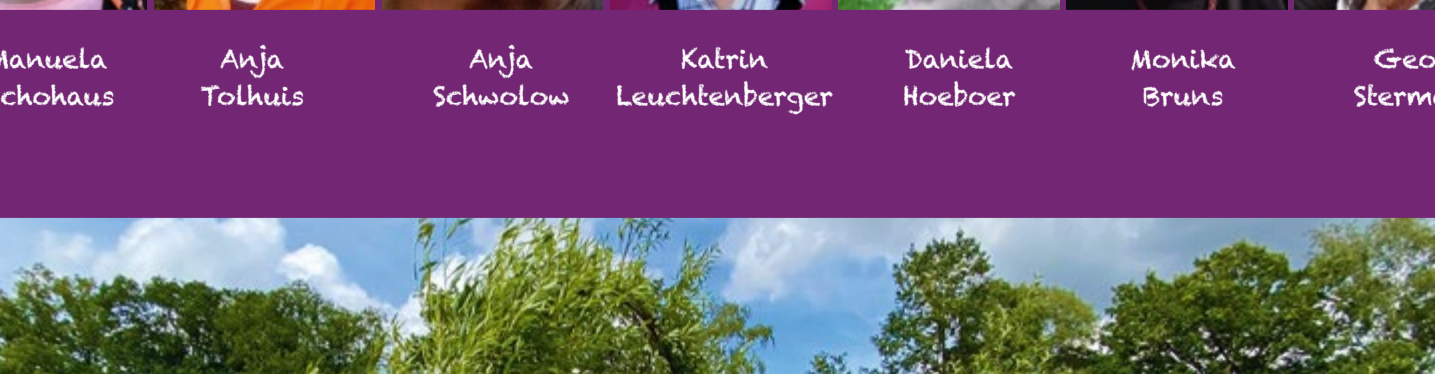 Anja
Tolhuis
Anja
Schwolow
Katrin
Leuchtenberger
Daniela
Hoeboer
Monika
Bruns